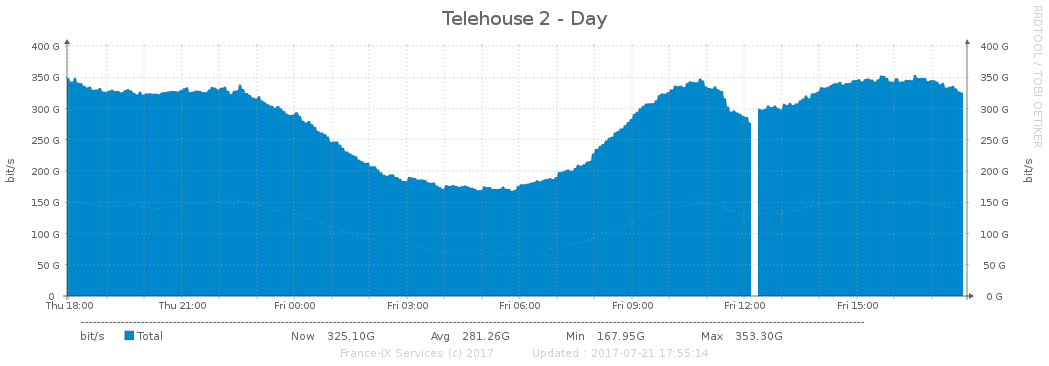 Telehouse 2 - Day
RRDTOOL / TOBI OETIKER
400 G 400 G
350 G 350 G
300 G 300 G
250 G 250 G
200 G 200 G
150 G 150 G
100 G 100 G
50 G 50 G
0 0 G
bit/s bit/s
Thu 18:00 Thu 21:00 Fri 00:00 Fri 03:00 Fri 06:00 Fri 09:00 Fri 12:00 Fri 15:00
bit/s Total Now 325.10G Avg 281.26G Min 167.95G Max 353.30G
France-IX Services (c) 2017 Updated : 2017-07-21 17:55:14